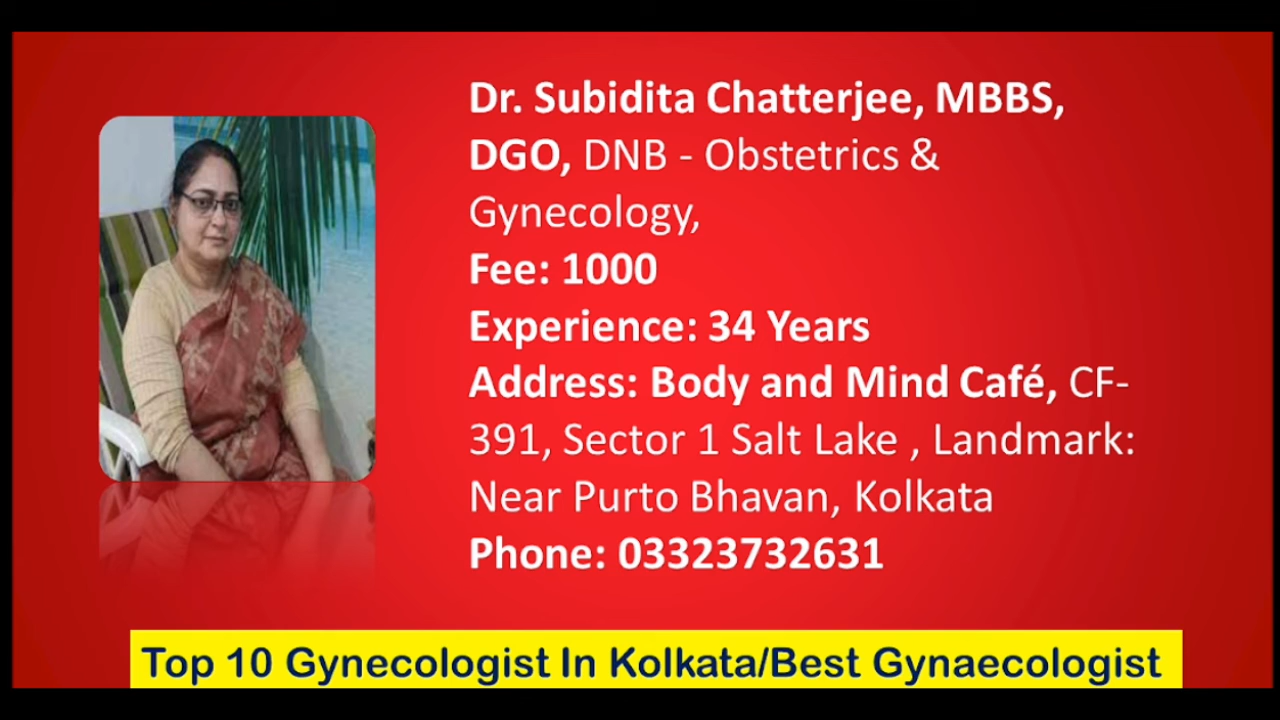 Dr. Subidita Chatterjee, MBBS,
DGO, DNB - Obstetrics &
Gynecology,
Fee: 1000
Experience: 34 Years
Address: Body and Mind Café, CF-
391, Sector 1 Salt Lake , Landmark:
Near Purto Bhavan, Kolkata
Phone: 03323732631
Top 10 Gynecologist In Kolkata/Best Gynaecologist